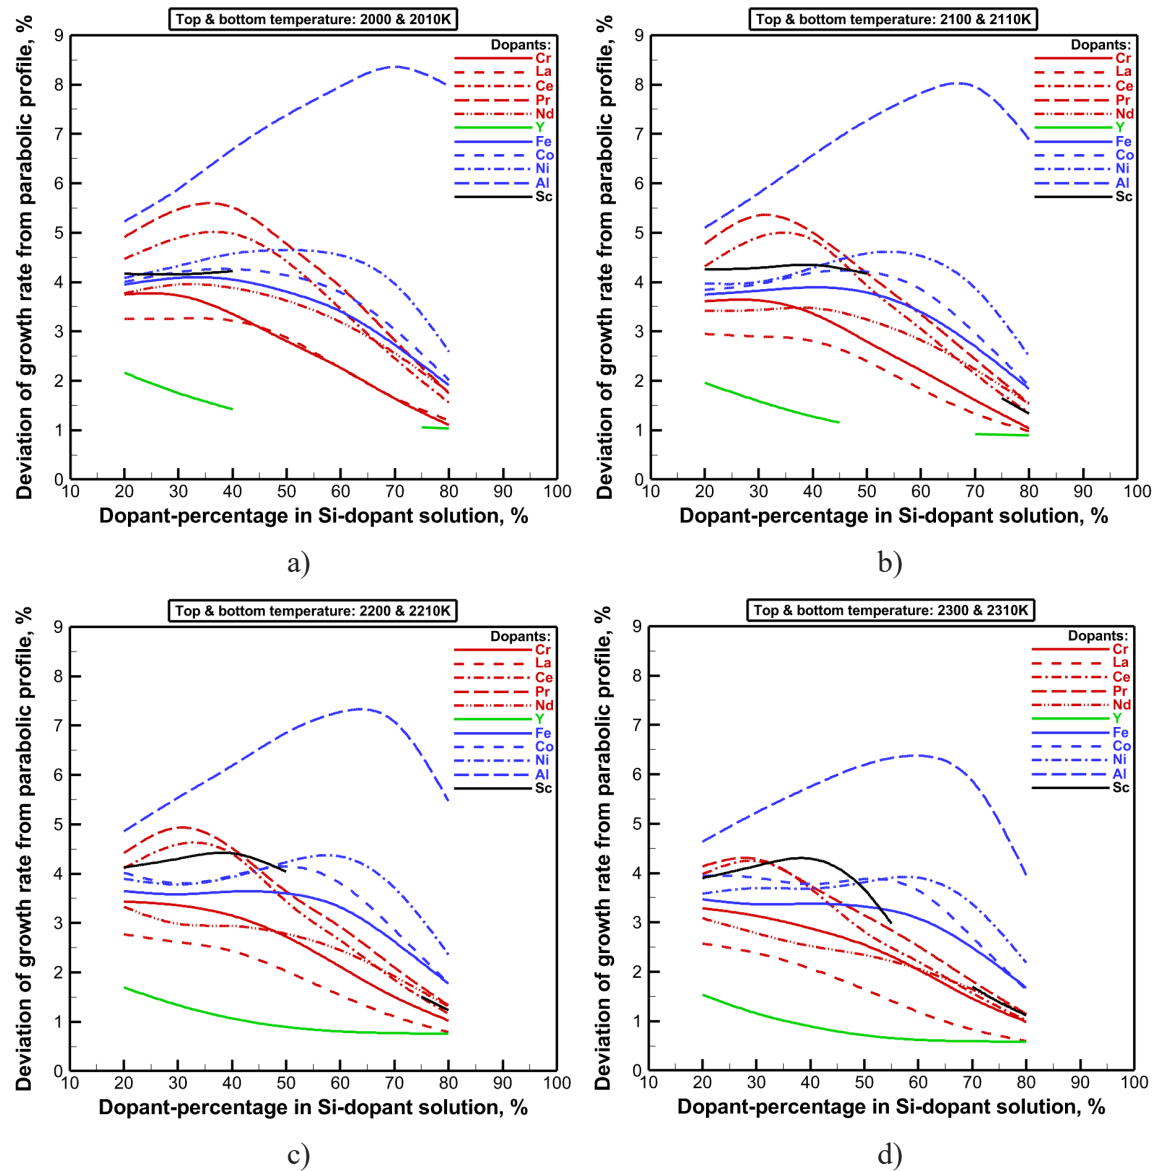 Top & bottom temperature: 2000 & 2010K
Deviation of growth rate from parabolic profile, %
9
8
7
6
5
4
3
2
1
0
Dopants:
Cr
La
Ce
Pr
Nd
Y
Fe
Co
Ni
Al
Sc
10 20 30 40 50 60 70 80 90 100
Dopant-percentage in Si-dopant solution, %
a)
Top & bottom temperature: 2100 & 2110K
Deviation of growth rate from parabolic profile, %
9
8
7
6
5
4
3
2
1
0
Dopants:
Cr
La
Ce
Pr
Nd
Y
Fe
Co
Ni
Al
Sc
10 20 30 40 50 60 70 80 90 100
Dopant-percentage in Si-dopant solution, %
b)
Top & bottom temperature: 2200 & 2210K
Deviation of growth rate from parabolic profile, %
9
8
7
6
5
4
3
2
1
0
Dopants:
Cr
La
Ce
Pr
Nd
Y
Fe
Co
Ni
Al
Sc
10 20 30 40 50 60 70 80 90 100
Dopant-percentage in Si-dopant solution, %
c)
Top & bottom temperature: 2300 & 2310K
Deviation of growth rate from parabolic profile, %
9
8
7
6
5
4
3
2
1
0
Dopants:
Cr
La
Ce
Pr
Nd
Y
Fe
Co
Ni
Al
Sc
10 20 30 40 50 60 70 80 90 100
Dopant-percentage in Si-dopant solution, %
d)